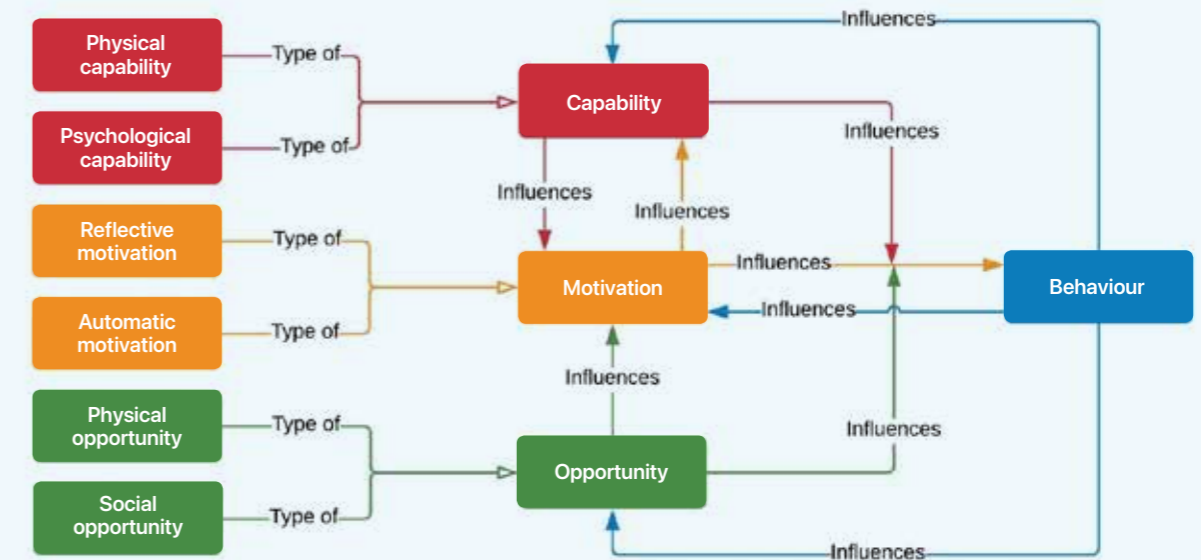 Influences
Physical
capability
Type of
Capability
Influences
Psychological
capability
Type of
Influences
Influences
Reflective
motivation
Type of
Motivation
Influences
Behaviour
Influences
Automatic
motivation
Type of
Influences
Physical
opportunity
Type of
Influences
Opportunity
Social
opportunity
Type of
Influences